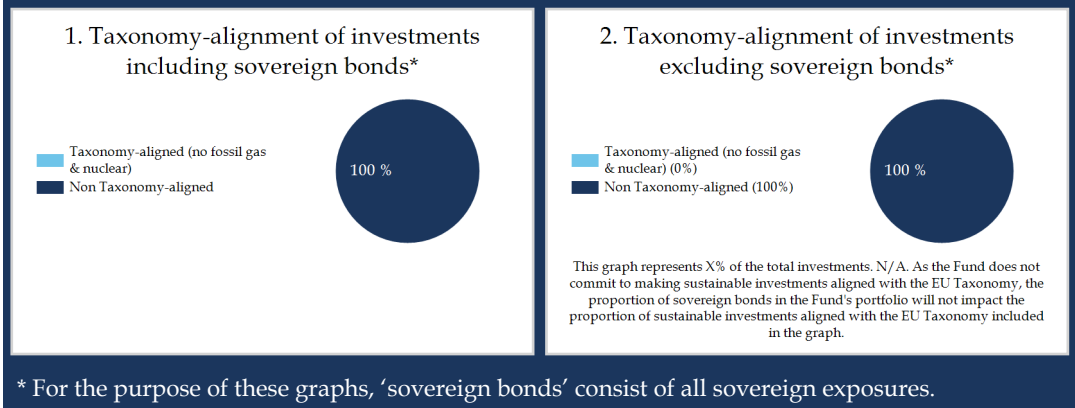 1. Taxonomy-alignment of investments
including sovereign bonds*
Taxonomy-aligned (no fossil gas
& nuclear)
Non Taxonomy-aligned
100 %
2. Taxonomy-alignment of investments
excluding sovereign bonds*
Taxonomy-aligned (no fossil gas
& nuclear) (0%)
Non Taxonomy-aligned (100%)
100 %
This graph represents X% of the total investments. N/A. As the Fund does not
commit to making sustainable investments aligned with the EU Taxonomy, the
proportion of sovereign bonds in the Fund's portfolio will not impact the
proportion of sustainable investments aligned with the EU Taxonomy included
in the graph.
* For the purpose of these graphs, ‘sovereign bonds’ consist of all sovereign exposures.